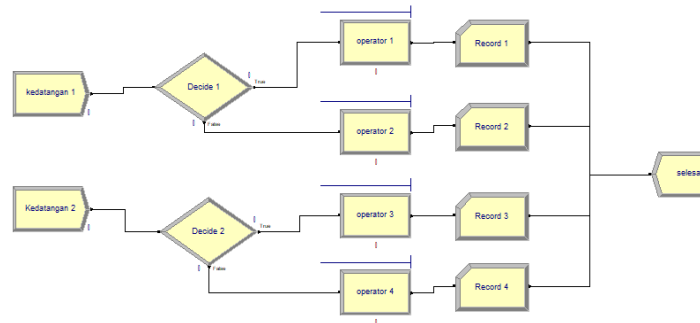 operator 1
Record 1
kedatangan 1
Decide 1
True
False
operator 2
Record 2
selesa
Kedatangan 2
Decide 2
True
False
operator 3
Record 3
operator 4
Record 4